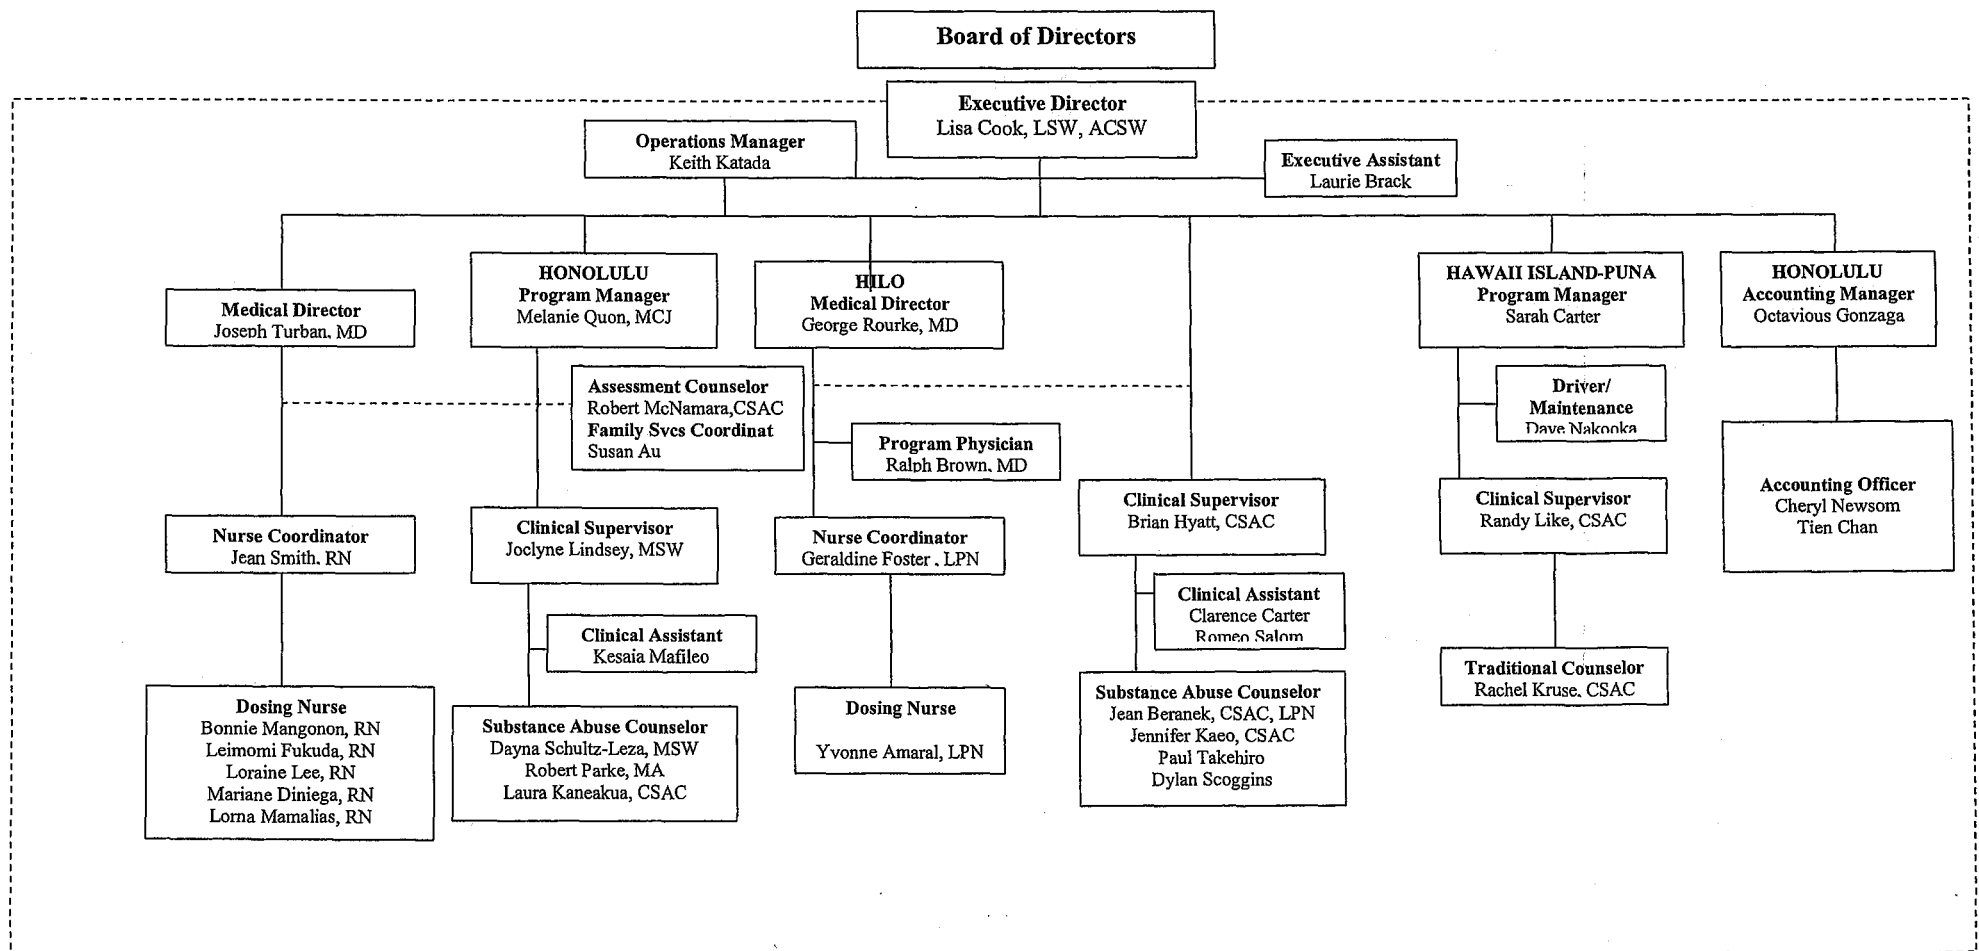 Board of Directors
Executive Director
Lisa Cook, LSW, ACSW
Operations Manager
Keith Katada
Executive Assistant
Laurie Brack
Medical Director
Joseph Turban, MD
HONOLULU
Program Manager
Melanie Quon, MCJ
HILO
Medical Director
George Rourke, MD
HAWAII ISLAND-PUNA
Program Manager
Sarah Carter
HONOLULU
Accounting Manager
Octavious Gonzaga
Assessment Counselor
Robert McNamara,CSAC
Family Svcs Coordinat
Susan Au
Program Physician
Ralph Brown, MD
Driver/
Maintenance
Dave Nakooka
Nurse Coordinator
Jean Smith, RN
Clinical Supervisor
Joclyne Lindsey, MSW
Nurse Coordinator
Geraldine Foster , LPN
Clinical Supervisor
Brian Hyatt, CSAC
Clinical Supervisor
Randy Like, CSAC
Accounting Officer
Cheryl Newsom
Tien Chan
Clinical Assistant
Kesaia Mafileo
Clinical Assistant
Clarence Carter
Romeo Salom
Traditional Counselor
Rachel Kruse, CSAC
Dosing Nurse
Bonnie Mangonon, RN
Leimomi Fukuda, RN
Loraine Lee, RN
Mariane Diniega, RN
Lorna Mamalias, RN
Substance Abuse Counselor
Dayna Schultz-Leza, MSW
Robert Parke, MA
Laura Kaneakua, CSAC
Dosing Nurse
Yvonne Amaral, LPN
Substance Abuse Counselor
Jean Beranek, CSAC, LPN
Jennifer Kaeo, CSAC
Paul Takehiro
Dylan Scoggins